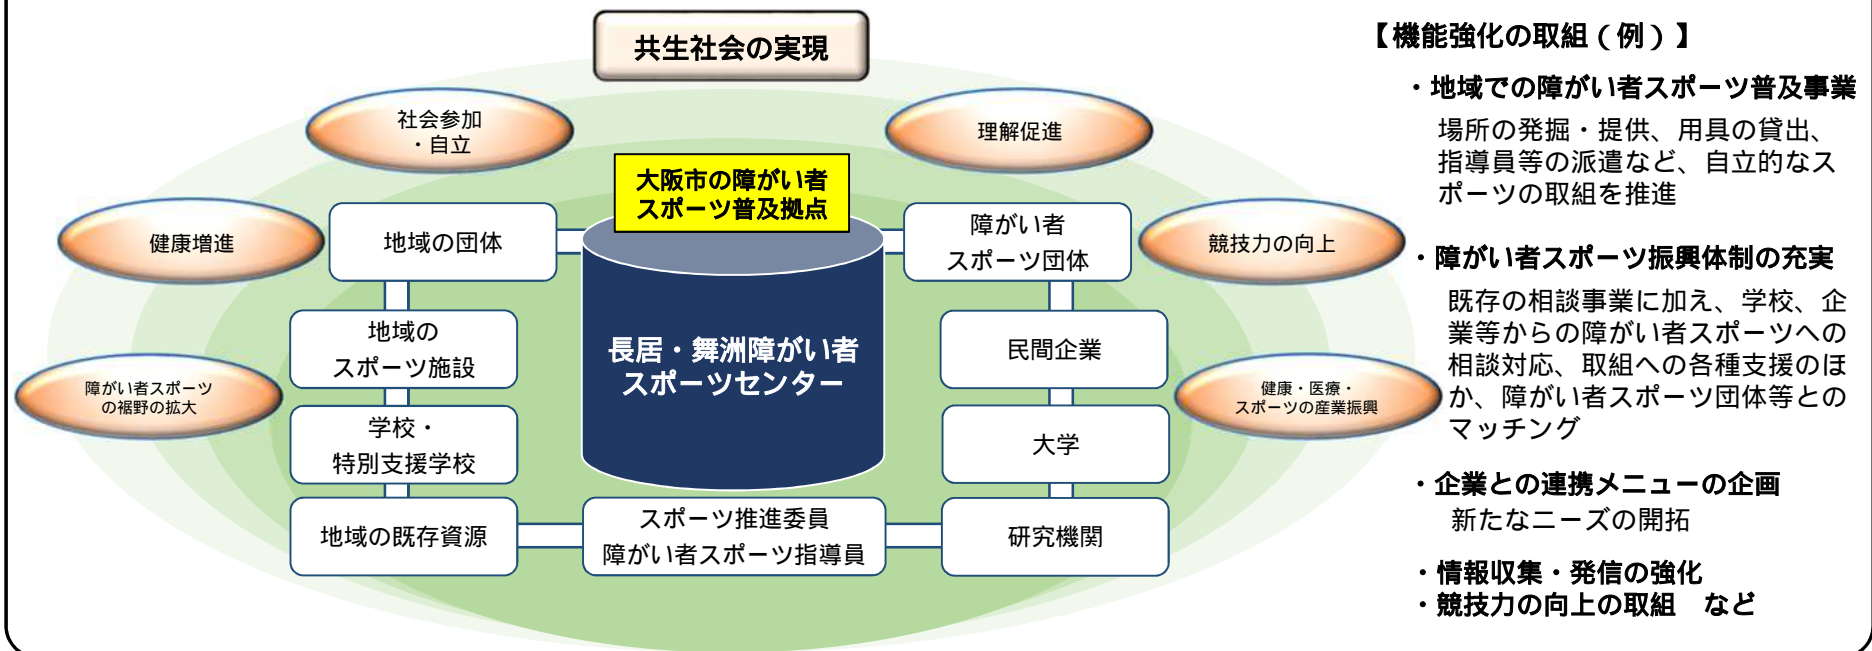 共生社会の実現
社会参加
・自立
理解促進
大阪市の障がい者
スポーツ普及拠点
健康増進
地域の団体
障がい者
スポーツ団体
競技力の向上
地域の
スポーツ施設
長居・舞洲障がい者
スポーツセンター
民間企業
障がい者スポーツ
の裾野の拡大
健康・医療・
スポーツの産業振興
学校・
特別支援学校
大学
地域の既存資源
スポーツ推進委員
障がい者スポーツ指導員
研究機関
【機能強化の取組（例）】
・地域での障がい者スポーツ普及事業
場所の発掘・提供、用具の貸出、
指導員等の派遣など、自立的なス
ポーツの取組を推進
・障がい者スポーツ振興体制の充実
既存の相談事業に加え、学校、企
業等からの障がい者スポーツへの
相談対応、取組への各種支援のほ
か、障がい者スポーツ団体等との
マッチング
・企業との連携メニューの企画
新たなニーズの開拓
・情報収集・発信の強化
・競技力の向上の取組　など